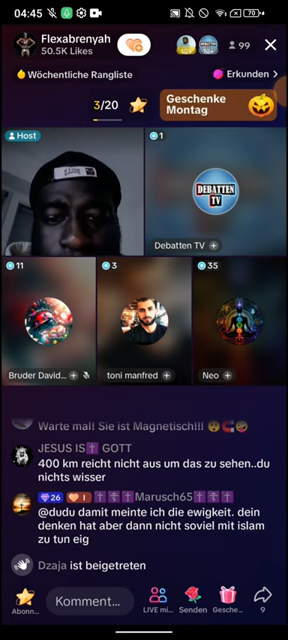 04:45
70
Flexabrenyah
50.5K Likes
99
Wöchentliche Rangliste
Erkunden >
3/20
Geschenke
Montag
Host
1
DEBATTEN
TV
Debatten TV +
11
Bruder David... +
3
toni manfred +
35
Neo +
Warte mal! Sie ist Magnetisch!!!
JESUS IS✝️ GOTT
400 km reicht nicht aus um das zu sehen..du
nichts wisser
26 I ✝️☦️✝️Marusch65✝️☦️✝️
@dudu damit meinte ich die ewigkeit. dein
denken hat aber dann nicht soviel mit islam
zu tun eig
Dzaja ist beigetreten
Kommentar...
Abonn...
LIVE mi...
Senden
Gesche...
9